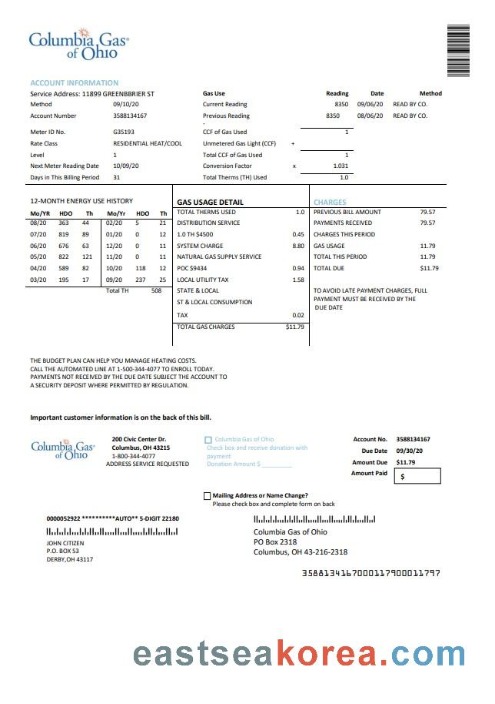 Columbia Gas®
of Ohio
ACCOUNT INFORMATION
Service Address: 11899 GREENBBRIER ST
Method 09/10/20
Account Number 3588134167
Meter ID No. G35193
Rate Class RESIDENTIAL HEAT/COOL
Level 1
Next Meter Reading Date 10/09/20
Days in This Billing Period 31
Gas Use Reading Date Method
Current Reading 8350 09/06/20 READ BY CO.
Previous Reading 8350 08/06/20 READ BY CO.
-
CCF of Gas Used 1
Unmetered Gas Light (CCF) +
Total CCF of Gas Used 1
Conversion Factor x 1.031
Total Therms (TH) Used 1.0
12-MONTH ENERGY USE HISTORY
Mo/YR HDO Th Mo/Yr HDO Th
08/20 363 44 02/20 5 21
07/20 819 89 01/20 0 12
06/20 676 63 12/20 0 11
05/20 822 121 11/20 0 11
04/20 589 82 10/20 118 12
03/20 195 17 09/20 237 25
Total TH 508
GAS USAGE DETAIL
TOTAL THERMS USED 1.0
DISTRIBUTION SERVICE
1.0 TH $4500 0.45
SYSTEM CHARGE 8.80
NATURAL GAS SUPPLY SERVICE
POC $9434 0.94
LOCAL UTILITY TAX 1.58
STATE & LOCAL
ST & LOCAL CONSUMPTION
TAX 0.02
TOTAL GAS CHARGES $11.79
CHARGES
PREVIOUS BILL AMOUNT 79.57
PAYMENTS RECEIVED 79.57
CHARGES THIS PERIOD
GAS USAGE 11.79
TOTAL THIS PERIOD 11.79
TOTAL DUE $11.79
TO AVOID LATE PAYMENT CHARGES, FULL
PAYMENT MUST BE RECEIVED BY THE
DUE DATE
THE BUDGET PLAN CAN HELP YOU MANAGE HEATING COSTS.
CALL THE AUTOMATED LINE AT 1-500-344-4077 TO ENROLL TODAY.
PAYMENTS NOT RECEIVED BY THE DUE DATE SUBJECT THE ACCOUNT TO
A SECURITY DEPOSIT WHERE PERMITTED BY REGULATION.
Important customer information is on the back of this bill.
Columbia Gas®
of Ohio
200 Civic Center Dr.
Columbus, OH 43215
1-800-344-4077
ADDRESS SERVICE REQUESTED
Columbia Gas of Ohio
Check box and receive donation with
payment
Donation Amount $ ________
Account No. 3588134167
Due Date 09/30/20
Amount Due $11.79
Amount Paid $
Mailing Address or Name Change?
Please check box and complete form on back
0000052922 **********AUTO** 5-DIGIT 22180
JOHN CITIZEN
P.O. BOX 53
DERBY,OH 43117
Columbia Gas of Ohio
PO Box 2318
Columbus, OH 43-216-2318
3588134167000117900011797
eastseakorea.com